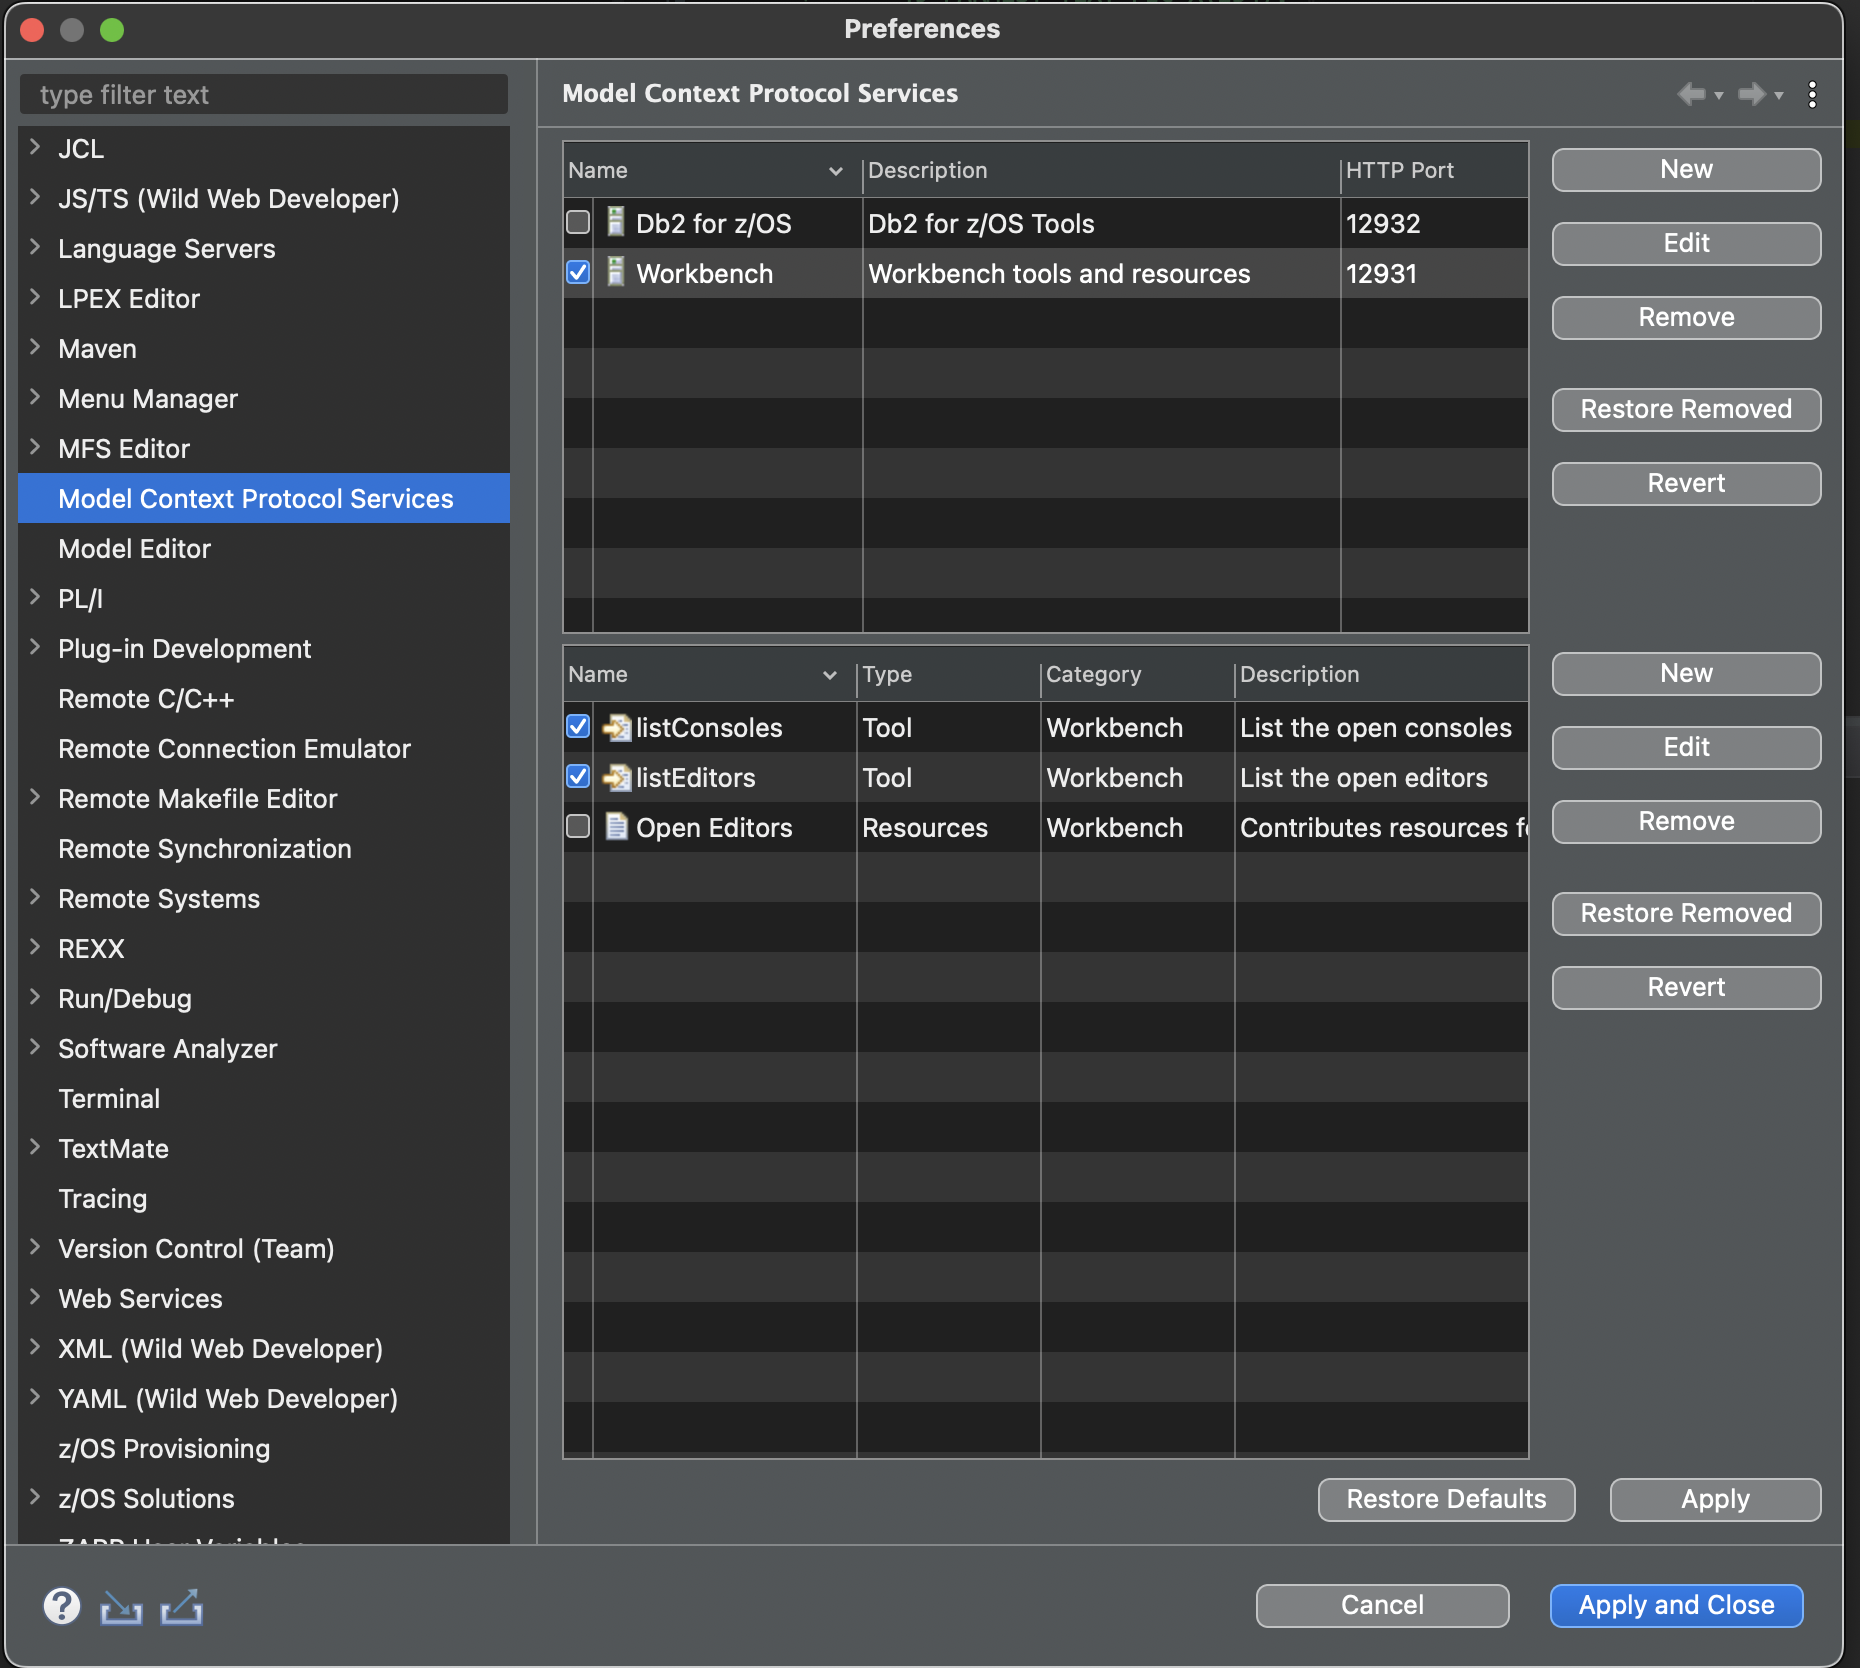 Preferences
type filter text
JCL
JS/TS (Wild Web Developer)
Language Servers
LPEX Editor
Maven
Menu Manager
MFS Editor
Model Context Protocol Services
Model Editor
PL/I
Plug-in Development
Remote C/C++
Remote Connection Emulator
Remote Makefile Editor
Remote Synchronization
Remote Systems
REXX
Run/Debug
Software Analyzer
Terminal
TextMate
Tracing
Version Control (Team)
Web Services
XML (Wild Web Developer)
YAML (Wild Web Developer)
z/OS Provisioning
z/OS Solutions
Model Context Protocol Services
Name Description HTTP Port
Db2 for z/OS Db2 for z/OS Tools 12932
Workbench Workbench tools and resources 12931
New
Edit
Remove
Restore Removed
Revert
Name Type Category Description
listConsoles Tool Workbench List the open consoles
listEditors Tool Workbench List the open editors
Open Editors Resources Workbench Contributes resources
New
Edit
Remove
Restore Removed
Revert
Restore Defaults Apply
Cancel Apply and Close